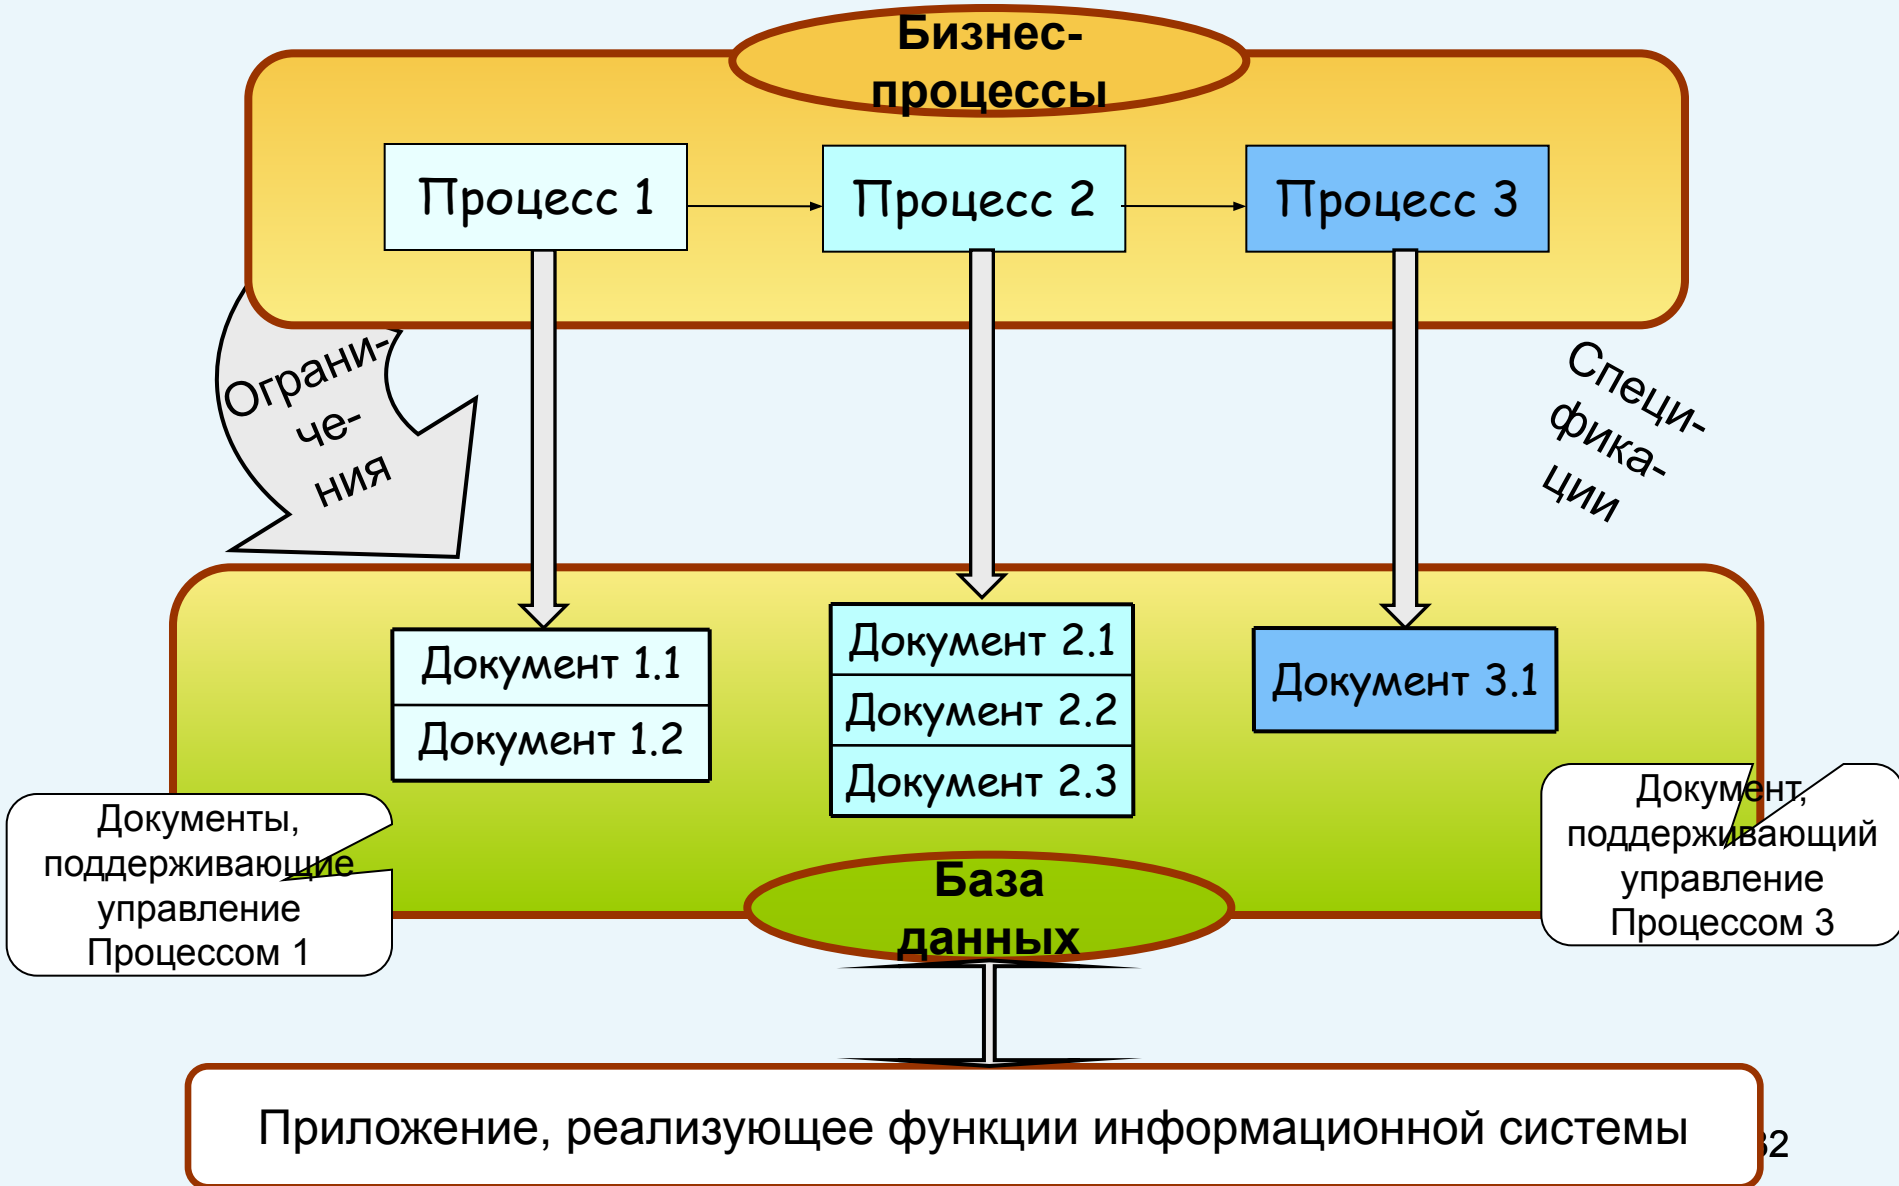 Бизнес-
процессы
Процесс 1
Процесс 2
Процесс 3
Ограни-
че-
ния
Специ-
фика-
ции
Документ 1.1
Документ 1.2
Документ 2.1
Документ 2.2
Документ 2.3
Документ 3.1
Документы,
поддерживающие
управление
Процессом 1
Документ,
поддерживающий
управление
Процессом 3
База
данных
Приложение, реализующее функции информационной системы